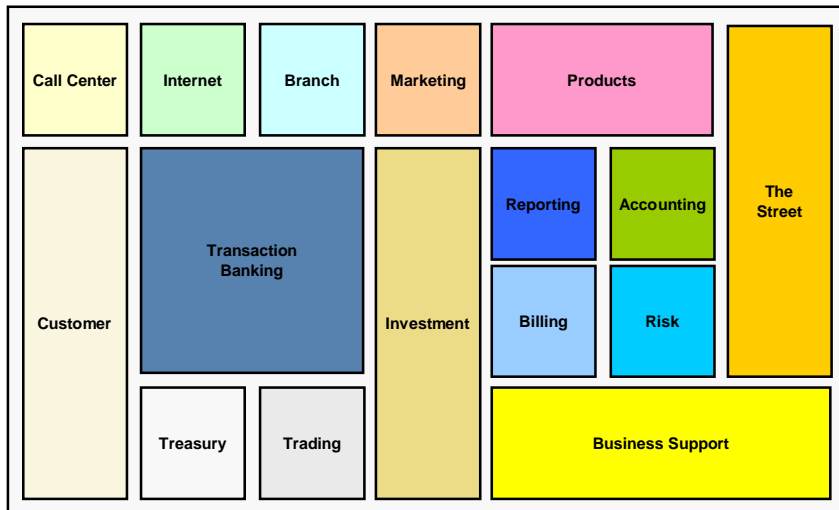 Call Center
Internet
Branch
Marketing
Products
The
Street
Customer
Transaction
Banking
Investment
Reporting
Accounting
Billing
Risk
Treasury
Trading
Business Support